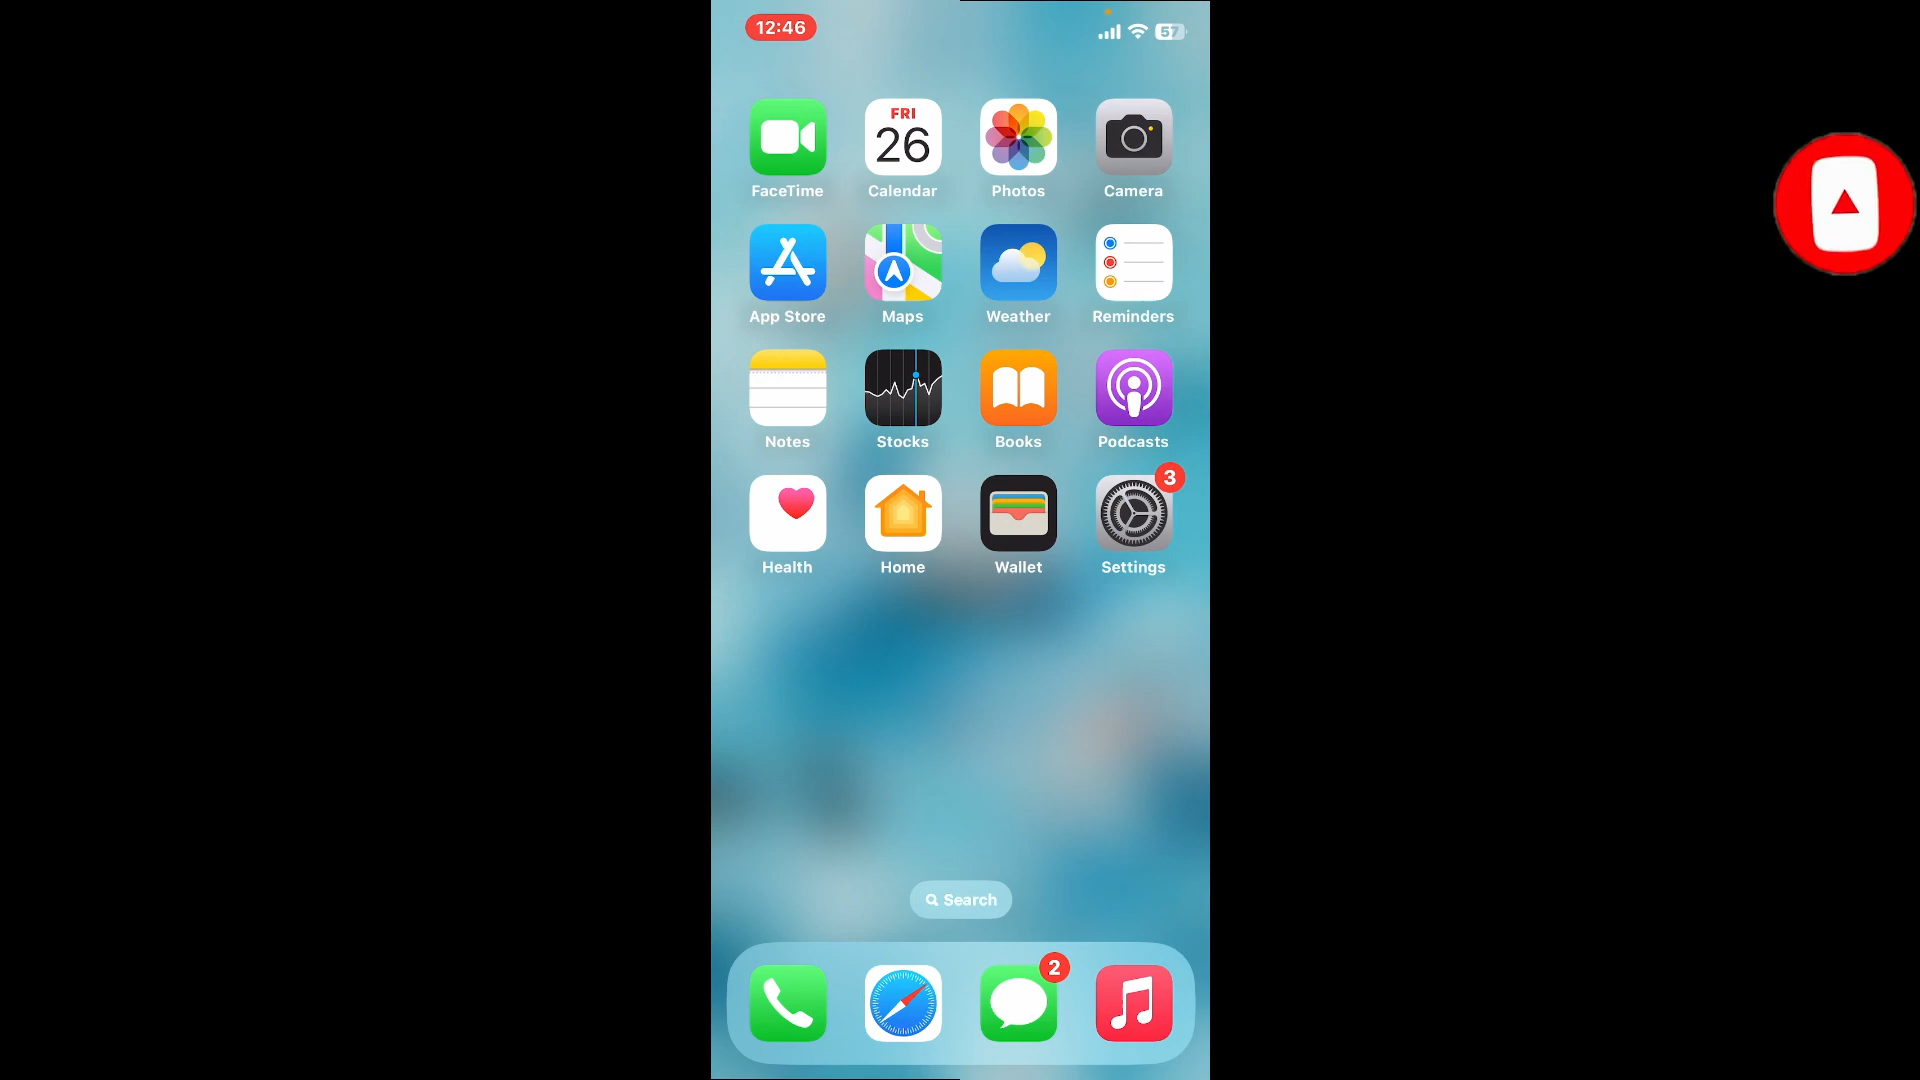 12:46
57
FRI
26
FaceTime Calendar Photos Camera
App Store Maps Weather Reminders
Notes Stocks Books Podcasts
3
Health Home Wallet Settings
Search
2